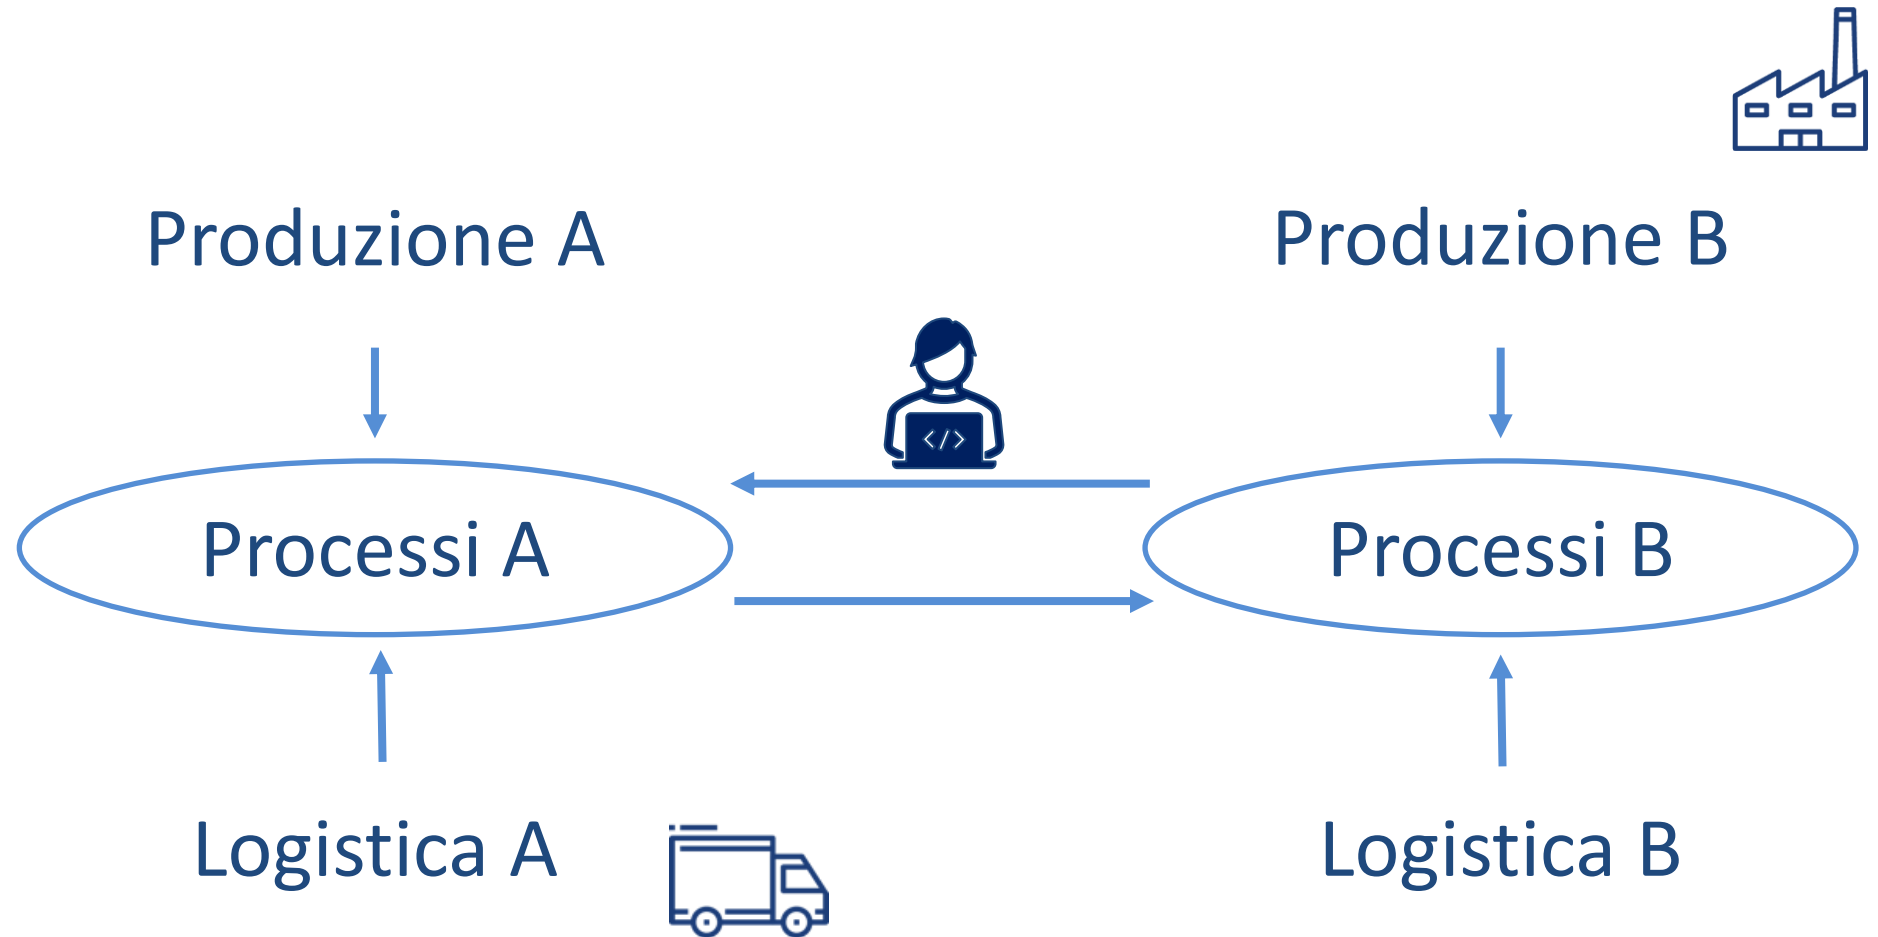 Produzione A
Produzione B
</>
Processi A
Processi B
Logistica A
Logistica B